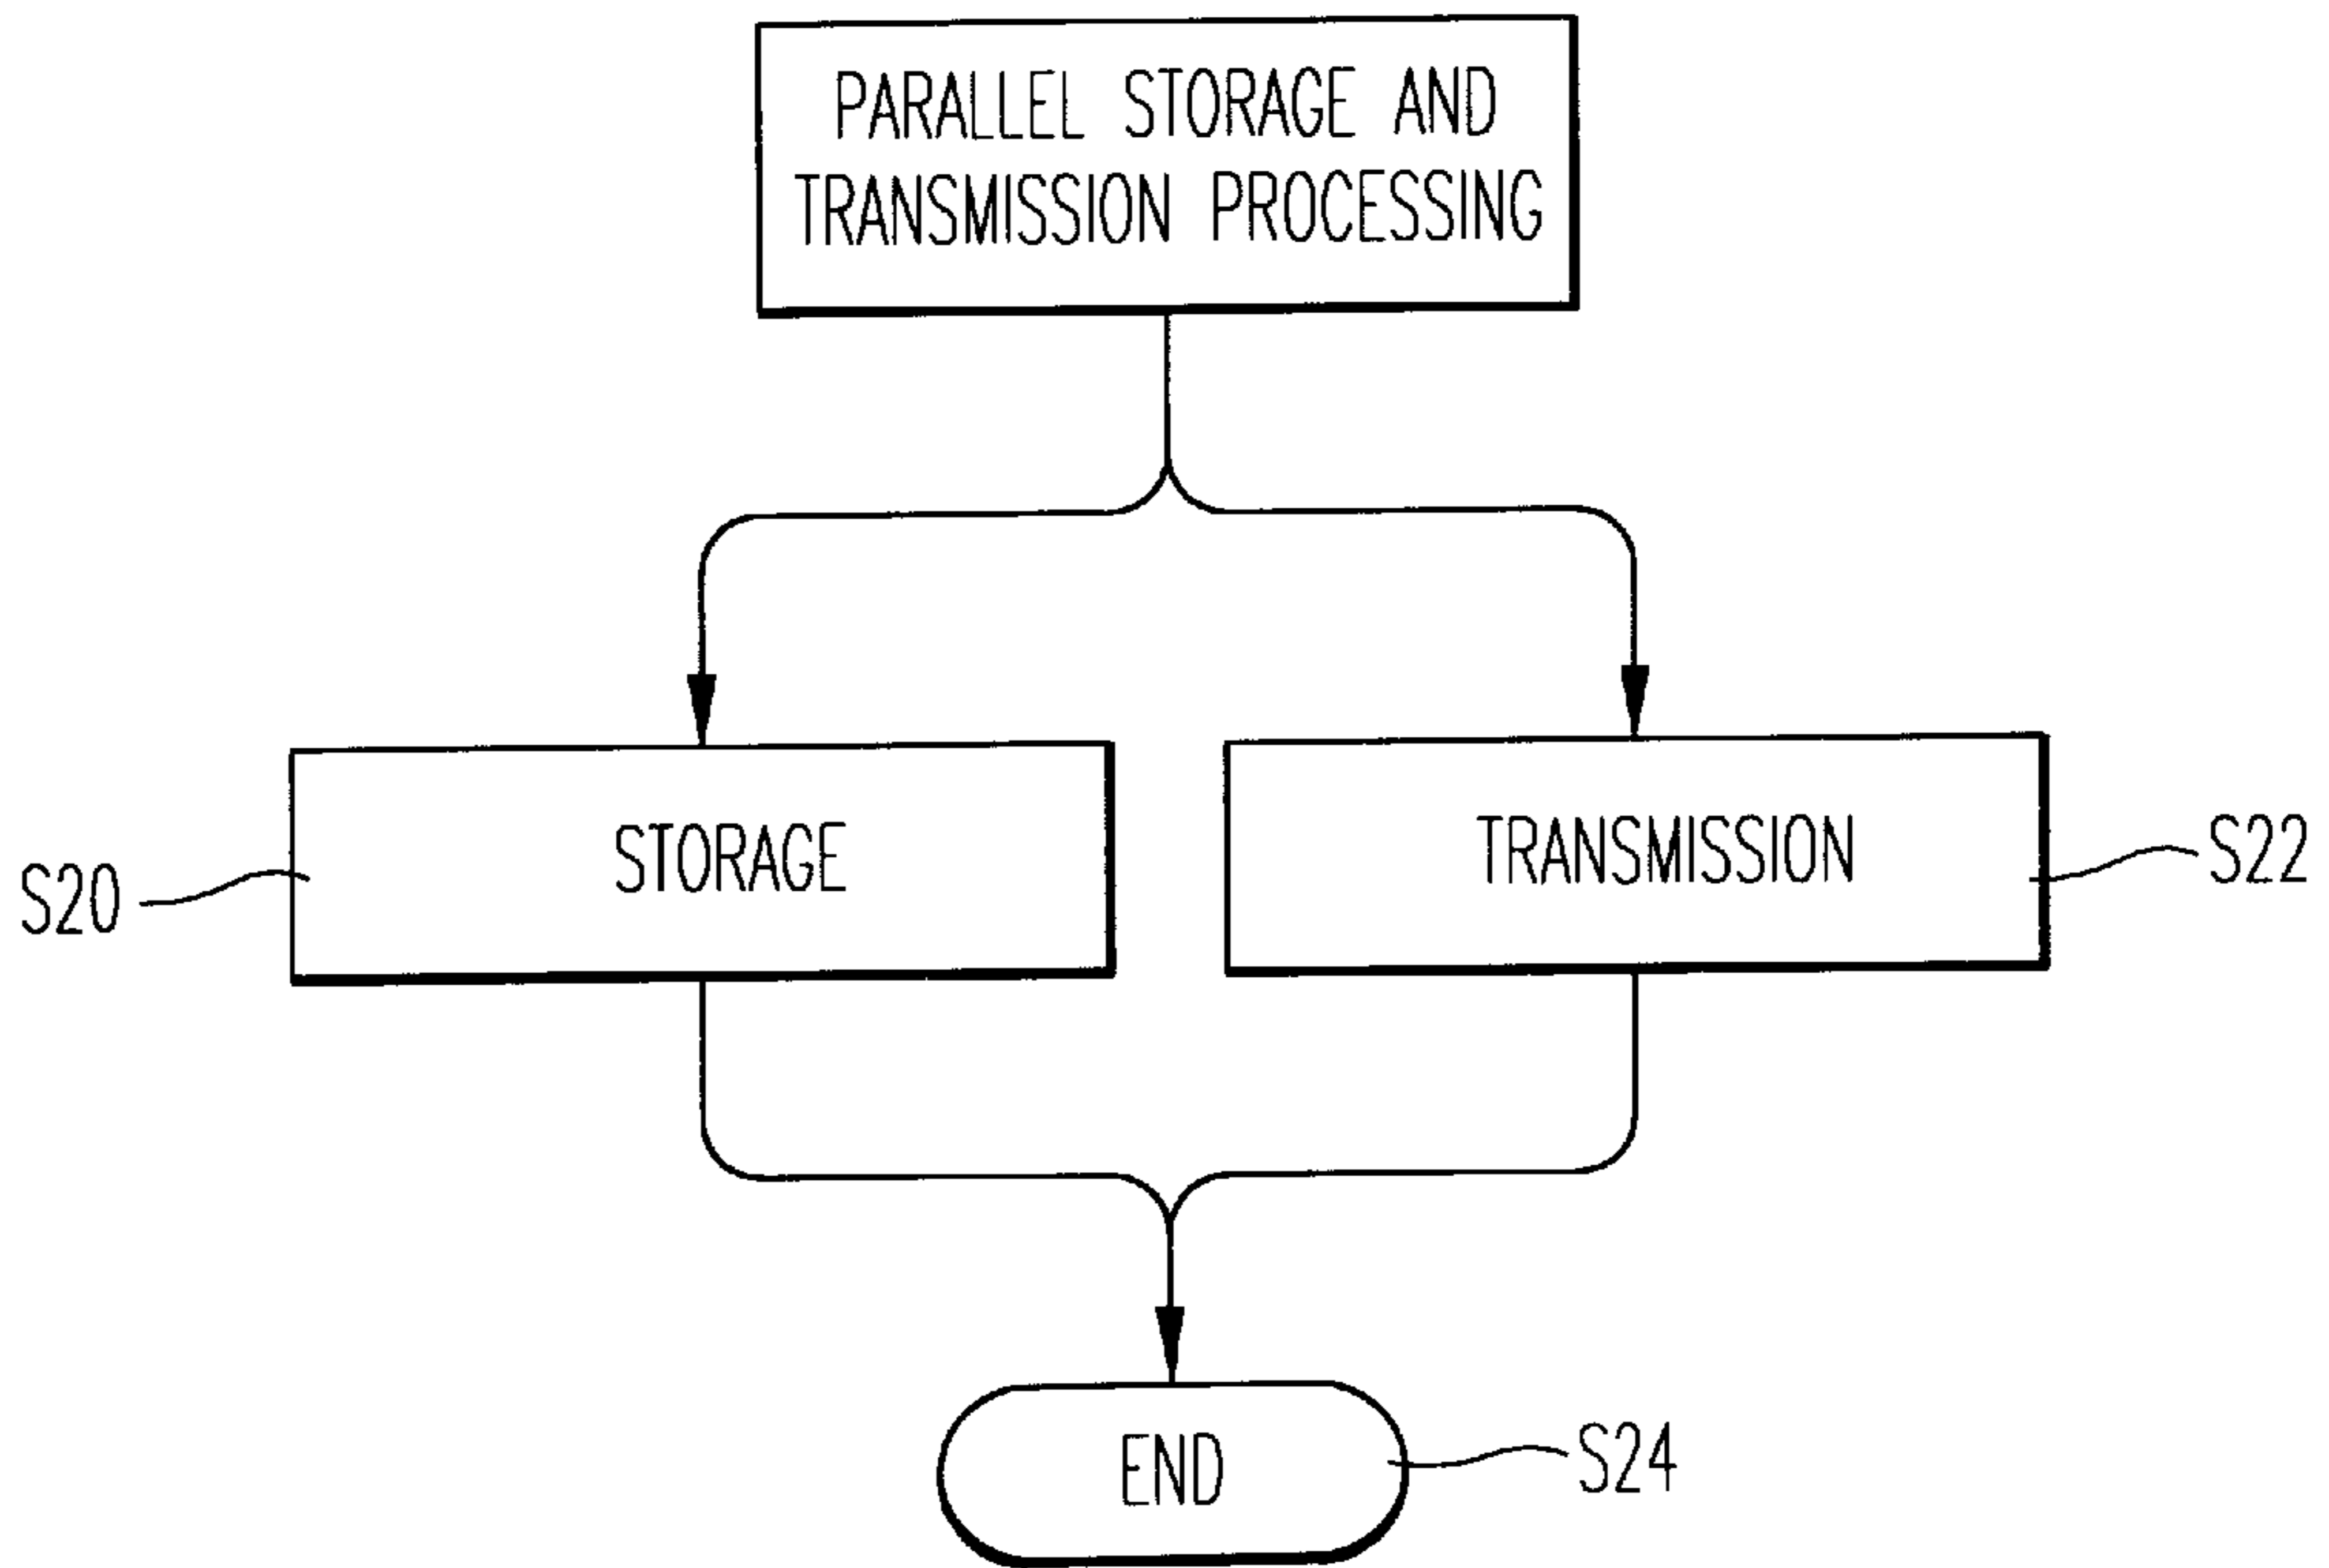 PARALLEL STORAGE AND
TRANSMISSION PROCESSING
STORAGE
TRANSMISSION
S20
S22
END
S24